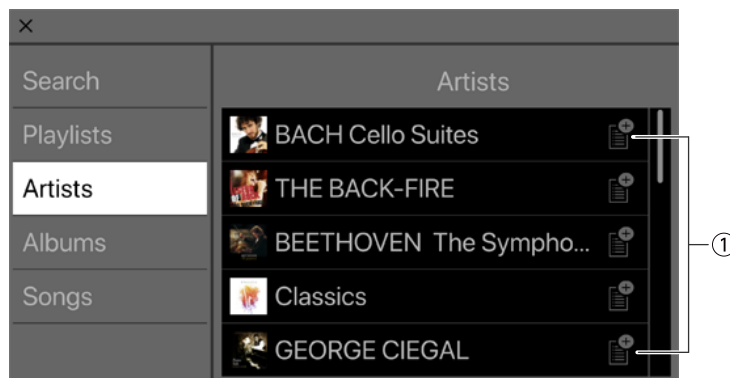 ×
Search
Playlists
Artists
Albums
Songs
Artists
BACH Cello Suites
THE BACK-FIRE
BEETHOVEN The Sympho...
Classics
GEORGE CIEGAL
①